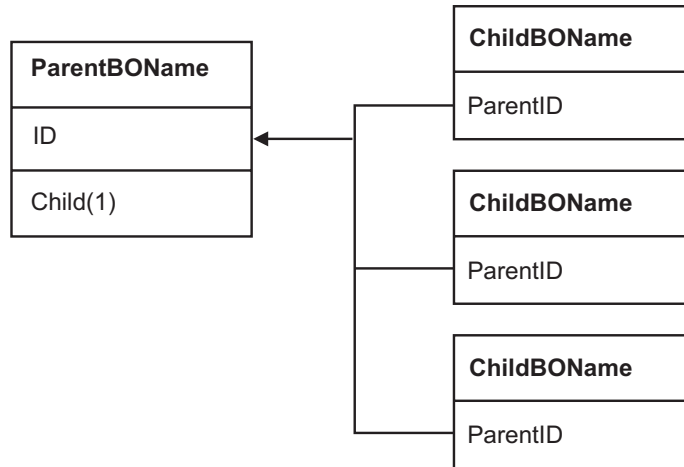 ParentBOName
ID
Child(1)
ChildBOName
ParentID
ChildBOName
ParentID
ChildBOName
ParentID